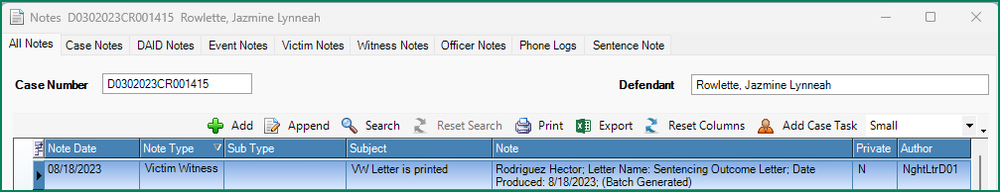 Notes D0302023CR001415 Rowlette, Jazmine Lynneah
All Notes Case Notes DAID Notes Event Notes Victim Notes Witness Notes Officer Notes Phone Logs Sentence Note
Case Number D0302023CR001415 Defendant Rowlette, Jazmine Lynneah
Add Append Search Reset Search Print Export Reset Columns Add Case Task Small
Note Date Note Type Sub Type Subject Note Private Author
08/18/2023 Victim Witness VW Letter is printed Rodriguez Hector; Letter Name: Sentencing Outcome Letter; Date N NghtLtrD01
Produced: 8/18/2023; (Batch Generated)